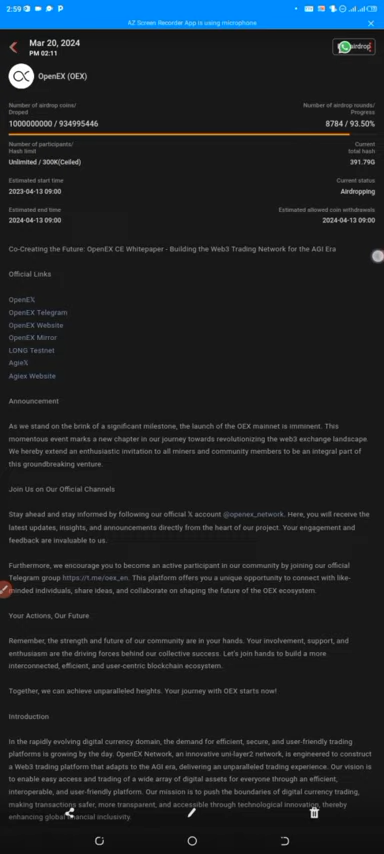 2:59
AZ Screen Recorder App is using microphone
Mar 20, 2024
PM 02:11
airdrop
OpenEX (OEX)
Number of airdrop coins/ Number of airdrop rounds/
Droped Progress
1000000000 / 934995446 8784 / 93.50%
Number of participants/ Current
Hash limit total hash
Unlimited / 300K(Ceiled) 391.79G
Estimated start time Current status
2023-04-13 09:00 Airdropping
Estimated end time Estimated allowed coin withdrawals
2024-04-13 09:00 2024-04-13 09:00
Co-Creating the Future: OpenEX CE Whitepaper - Building the Web3 Trading Network for the AGI Era
Official Links
OpenE𝕏
OpenEX Telegram
OpenEX Website
OpenEX Mirror
LONG Testnet
Agie𝕏
Agiex Website
Announcement
As we stand on the brink of a significant milestone, the launch of the OEX mainnet is imminent. This
momentous event marks a new chapter in our journey towards revolutionizing the web3 exchange landscape.
We hereby extend an enthusiastic invitation to all miners and community members to be an integral part of
this groundbreaking venture.
Join Us on Our Official Channels
Stay ahead and stay informed by following our official 𝕏 account @openex_network. Here, you will receive the
latest updates, insights, and announcements directly from the heart of our project. Your engagement and
feedback are invaluable to us.
Furthermore, we encourage you to become an active participant in our community by joining our official
Telegram group https://t.me/oex_en. This platform offers you a unique opportunity to connect with like-
minded individuals, share ideas, and collaborate on shaping the future of the OEX ecosystem.
Your Actions, Our Future
Remember, the strength and future of our community are in your hands. Your involvement, support, and
enthusiasm are the driving forces behind our collective success. Let's join hands to build a more
interconnected, efficient, and user-centric blockchain ecosystem.
Together, we can achieve unparalleled heights. Your journey with OEX starts now!
Introduction
In the rapidly evolving digital currency domain, the demand for efficient, secure, and user-friendly trading
platforms is growing by the day. OpenEX Network, an innovative uni-layer2 network, is engineered to construct
a Web3 trading platform that adapts to the AGI era, delivering an unparalleled trading experience. Our vision is
to enable easy access and trading of a wide array of digital assets for everyone through an efficient,
interoperable, and user-friendly platform. Our mission is to push the boundaries of digital currency trading,
making transactions safer, more transparent, and accessible through technological innovation, thereby
enhancing global financial inclusivity.